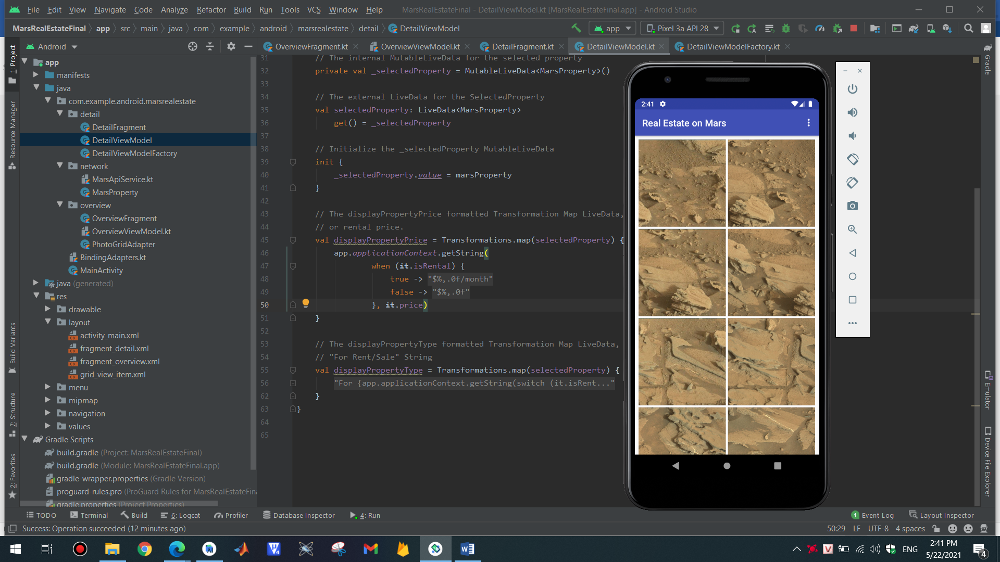 File Edit View Navigate Code Analyze Refactor Build Run Tools VCS Window Help MarsRealEstateFinal - DetailViewModel.kt [MarsRealEstateFinal.app] - Android Studio
MarsRealEstateFinal app src main java com example android marsrealestate detail DetailViewModel app Pixel 3a API 28
Android
OverviewFragment.kt OverviewViewModel.kt DetailFragment.kt DetailViewModel.kt DetailViewModelFactory.kt
1: Project
Resource Manager
Build Variants
7: Structure
2: Favorites
app
manifests
java
com.example.android.marsrealestate
detail
DetailFragment
DetailViewModel
DetailViewModelFactory
network
MarsApiService.kt
MarsProperty
overview
OverviewFragment
OverviewViewModel.kt
PhotoGridAdapter
BindingAdapters.kt
MainActivity
java (generated)
res
drawable
layout
activity_main.xml
fragment_detail.xml
fragment_overview.xml
grid_view_item.xml
menu
mipmap
navigation
values
Gradle Scripts
build.gradle (Project: MarsRealEstateFinal)
build.gradle (Module: MarsRealEstateFinal.app)
gradle-wrapper.properties (Gradle Version)
proguard-rules.pro (ProGuard Rules for MarsRealEstateFina
gradle.properties (Project Properties)
31 // The internal MutableLiveData for the selected property
32 private val _selectedProperty = MutableLiveData<MarsProperty>()
33
34 // The external LiveData for the SelectedProperty
35 val selectedProperty: LiveData<MarsProperty>
36 get() = _selectedProperty
37
38 // Initialize the _selectedProperty MutableLiveData
39 init {
40 _selectedProperty.value = marsProperty
41 }
42
43 // The displayPropertyPrice formatted Transformation Map LiveData,
44 // or rental price.
45 val displayPropertyPrice = Transformations.map(selectedProperty) {
46 app.applicationContext.getString(
47 when (it.isRental) {
48 true -> "$%,.0f/month"
49 false -> "$%,.0f"
50 }, it.price)
51 }
52
53 // The displayPropertyType formatted Transformation Map LiveData,
54 // "For Rent/Sale" String
55 val displayPropertyType = Transformations.map(selectedProperty) {
56 "For {app.applicationContext.getString(switch (it.isRent..."
62 }
63 }
64
65
2:41
Real Estate on Mars
Gradle
Emulator
Device File Explorer
TODO Terminal Build 6: Logcat Profiler Database Inspector 4: Run 1 Event Log Layout Inspector
Success: Operation succeeded (12 minutes ago) 50:29 LF UTF-8 4 spaces
ENG
2:41 PM
5/22/2021
4